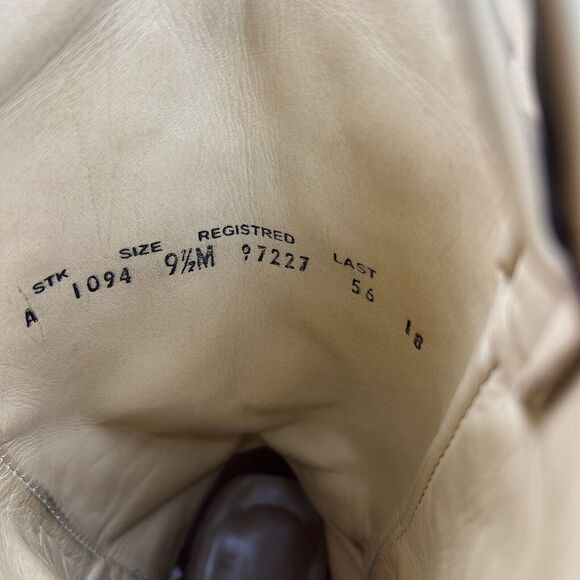 STK SIZE REGISTRED LAST
A 1094 9½M 97227 56 18